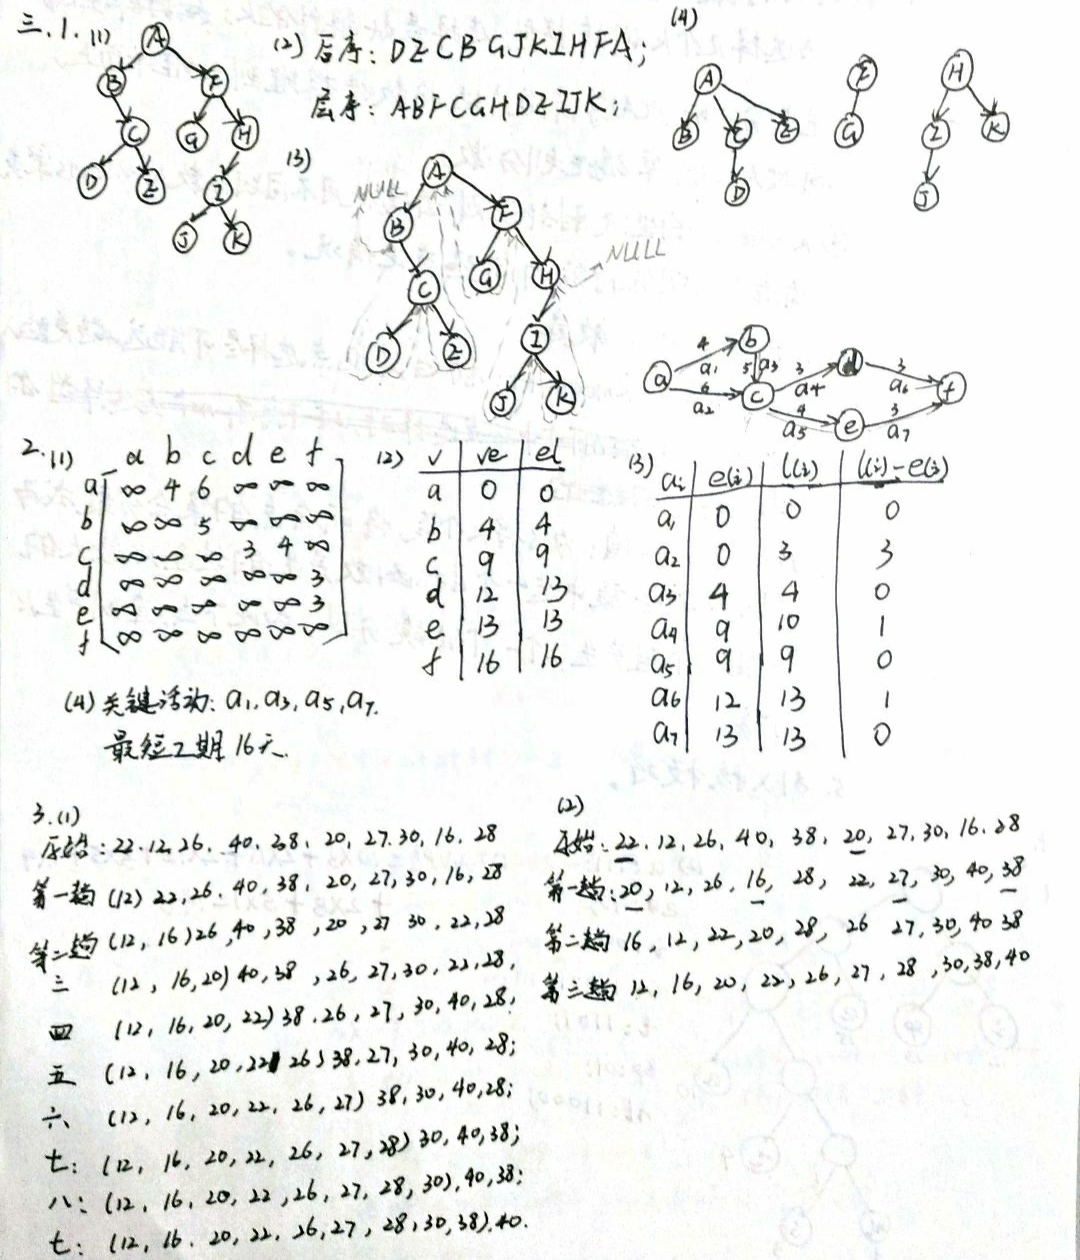 三.1.(1)
A
B F
C G H
D E I
J K
(2) 后序: DECBGJKIHFA;
层序: ABFCGHDEIJK;
(3)
A
NULL
B F
NULL
C G H
D E I
J K
(4)
A F H
B C E G I K
D J
a 4 a1 b 5 a3 6 a2 c 3 a4 d 3 a6 f
4 a5 e 3 a7
2.(1) a b c d e f
a ∞ 4 6 ∞ ∞ ∞
b ∞ ∞ 5 ∞ ∞ ∞
c ∞ ∞ ∞ 3 4 ∞
d ∞ ∞ ∞ ∞ ∞ 3
e ∞ ∞ ∞ ∞ ∞ 3
f ∞ ∞ ∞ ∞ ∞ ∞
(2) v ve el
a 0 0
b 4 4
c 9 9
d 12 13
e 13 13
f 16 16
(3) ai e(i) l(i) l(i)-e(i)
a1 0 0 0
a2 0 3 3
a3 4 4 0
a4 9 10 1
a5 9 9 0
a6 12 13 1
a7 13 13 0
(4) 关键活动: a1, a3, a5, a7.
最短工期 16天.
3.(1)
原始: 22.12.26. 40. 38. 20, 27.30, 16. 28
第一趟 (12) 22,26. 40, 38, 20, 27, 30, 16, 28
第二趟 (12, 16) 26, 40, 38, 20, 27 30, 22, 28
三 (12, 16, 20) 40, 38, 26, 27, 30, 22, 28,
四 (12, 16, 20, 22) 38. 26, 27, 30, 40, 28;
五 (12, 16, 20, 22 26) 38, 27, 30, 40, 28;
六、 (12, 16, 20, 22, 26, 27) 38, 30, 40, 28;
七: (12, 16, 20, 22, 26, 27, 28) 30, 40, 38;
八: (12, 16. 20, 22, 26, 27, 28, 30), 40, 38;
七: (12, 16. 20, 22. 26, 27, 28, 30, 38), 40.
(2)
原始: 22, 12, 26, 40, 38, 20, 27, 30, 16. 28
第一趟: 20, 12, 26, 16, 28, 22, 27, 30, 40, 38
第二趟 16, 12, 22, 20, 28, 26 27, 30, 40 38
第三趟 12, 16, 20, 22, 26, 27, 28, 30, 38, 40